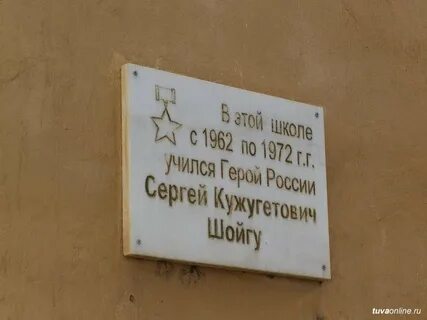 В этой школе
с 1962 по 1972 г.г.
учился Герой России
Сергей Кужугетович
Шойгу
tuvaonline.ru